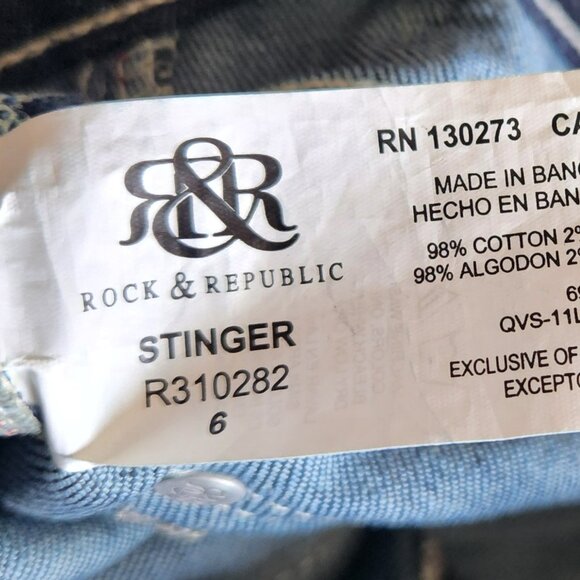 R&R
ROCK & REPUBLIC
STINGER
R310282
6
RN 130273 CA
MADE IN BANG
HECHO EN BAN
98% COTTON 2%
98% ALGODON 2%
QVS-11L
EXCLUSIVE OF
EXCEPTO